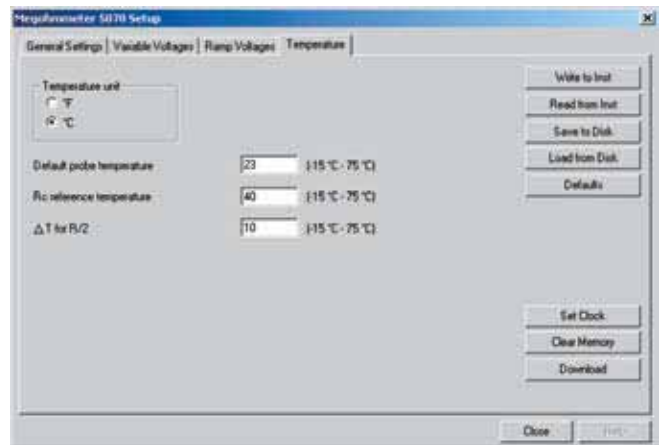 Megohmmeter 5070 Setup
General Settings Variable Voltages Ramp Voltages Temperature
Temperature unit
°F
°C
Default probe temperature 23 (-15 °C - 75 °C)
Rc reference temperature 40 (-15 °C - 75 °C)
ΔT for R/2 10 (-15 °C - 75 °C)
Write to Inst
Read from Inst
Save to Disk
Load from Disk
Defaults
Set Clock
Clear Memory
Download
Close